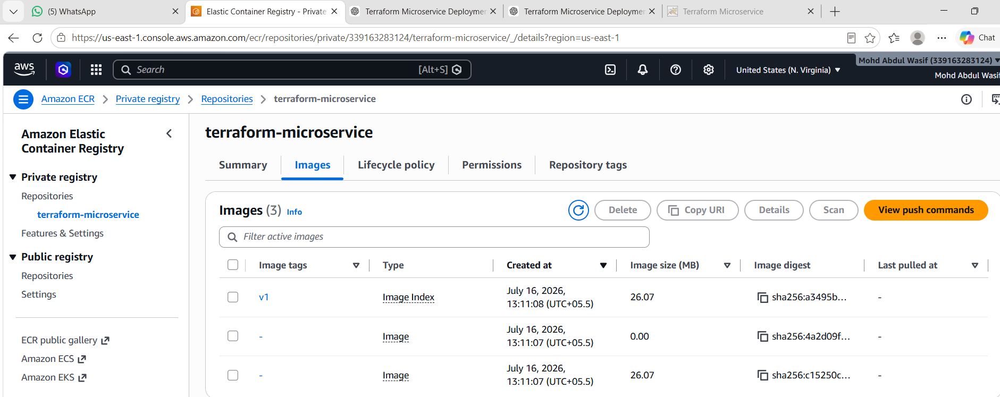 (5) WhatsApp
Elastic Container Registry - Private
Terraform Microservice Deploymen
Terraform Microservice Deploymen
Terraform Microservice
https://us-east-1.console.aws.amazon.com/ecr/repositories/private/339163283124/terraform-microservice/_/details?region=us-east-1
Chat
aws
Search
[Alt+S]
United States (N. Virginia)
Mohd Abdul Wasif (339163283124)
Mohd Abdul Wasif
Amazon ECR
Private registry
Repositories
terraform-microservice
Amazon Elastic
Container Registry
Private registry
Repositories
terraform-microservice
Features & Settings
Public registry
Repositories
Settings
ECR public gallery
Amazon ECS
Amazon EKS
terraform-microservice
Summary
Images
Lifecycle policy
Permissions
Repository tags
Images (3) Info
Delete
Copy URI
Details
Scan
View push commands
Filter active images
Image tags Type Created at Image size (MB) Image digest Last pulled at
v1 Image Index July 16, 2026, 13:11:08 (UTC+05.5) 26.07 sha256:a3495b... -
- Image July 16, 2026, 13:11:07 (UTC+05.5) 0.00 sha256:4a2d09f... -
- Image July 16, 2026, 13:11:07 (UTC+05.5) 26.07 sha256:c15250c... -